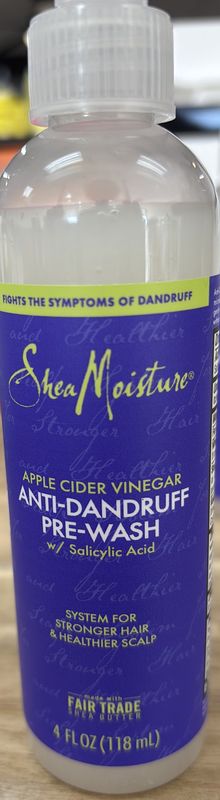 FIGHTS THE SYMPTOMS OF DANDRUFF
SheaMoisture®
APPLE CIDER VINEGAR
ANTI-DANDRUFF
PRE-WASH
w/ Salicylic Acid
SYSTEM FOR
STRONGER HAIR
& HEALTHIER SCALP
made with
FAIR TRADE
SHEA BUTTER
4 FL OZ (118 mL)